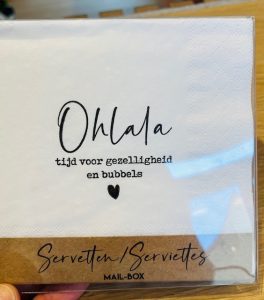 Ohlala
tijd voor gezelligheid
en bubbels
Servetten/Serviettes
MAIL-BOX